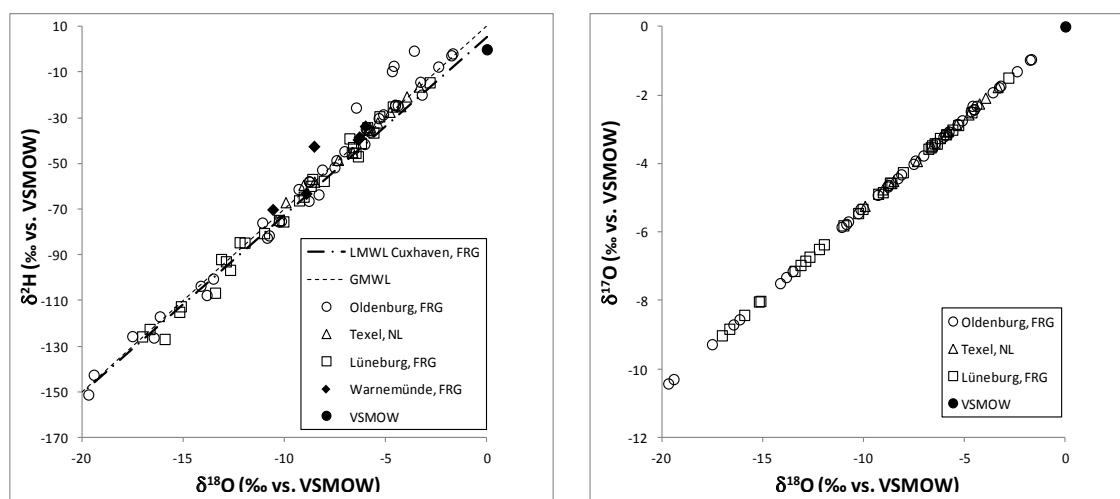 10
-10
-30
-50
-70
-90
-110
-130
-150
-170
δ²H (‰ vs. VSMOW)
LMWL Cuxhaven, FRG
GMWL
Oldenburg, FRG
Texel, NL
Lüneburg, FRG
Warnemünde, FRG
VSMOW
-20 -15 -10 -5 0
δ¹⁸O (‰ vs. VSMOW)
0
-2
-4
-6
-8
-10
-12
δ¹⁷O (‰ vs. VSMOW)
Oldenburg, FRG
Texel, NL
Lüneburg, FRG
VSMOW
-20 -15 -10 -5 0
δ¹⁸O (‰ vs. VSMOW)